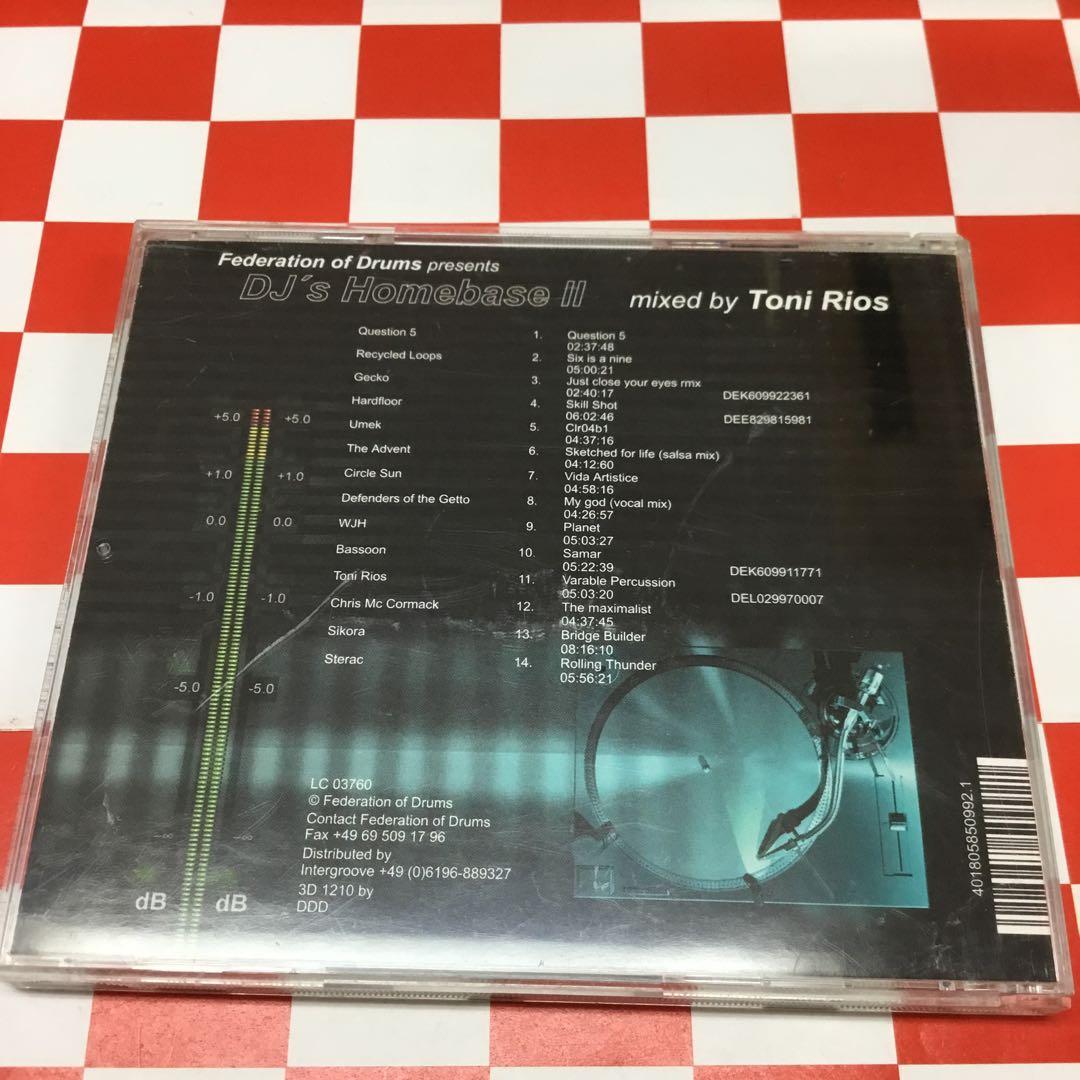 Federation of Drums presents
DJ´s Homebase II mixed by Toni Rios
Question 5 1. Question 5
02:37:48
Recycled Loops 2. Six is a nine
05:00:21
Gecko 3. Just close your eyes rmx
02:40:17 DEK609922361
Hardfloor 4. Skill Shot
06:02:46 DEE829815981
Umek 5. Clr04b1
04:37:16
The Advent 6. Sketched for life (salsa mix)
04:12:60
Circle Sun 7. Vida Artistice
04:58:16
Defenders of the Getto 8. My god (vocal mix)
04:26:57
WJH 9. Planet
05:03:27
Bassoon 10. Samar
05:22:39 DEK609911771
Toni Rios 11. Varable Percussion
05:03:20 DEL029970007
Chris Mc Cormack 12. The maximalist
04:37:45
Sikora 13. Bridge Builder
08:16:10
Sterac 14. Rolling Thunder
05:56:21
+5.0 +5.0
+1.0 +1.0
0.0 0.0
-1.0 -1.0
-5.0 -5.0
-∞ -∞
dB dB
LC 03760
© Federation of Drums
Contact Federation of Drums
Fax +49 69 509 17 96
Distributed by
Intergroove +49 (0)6196-889327
3D 1210 by
DDD
401805850992.1